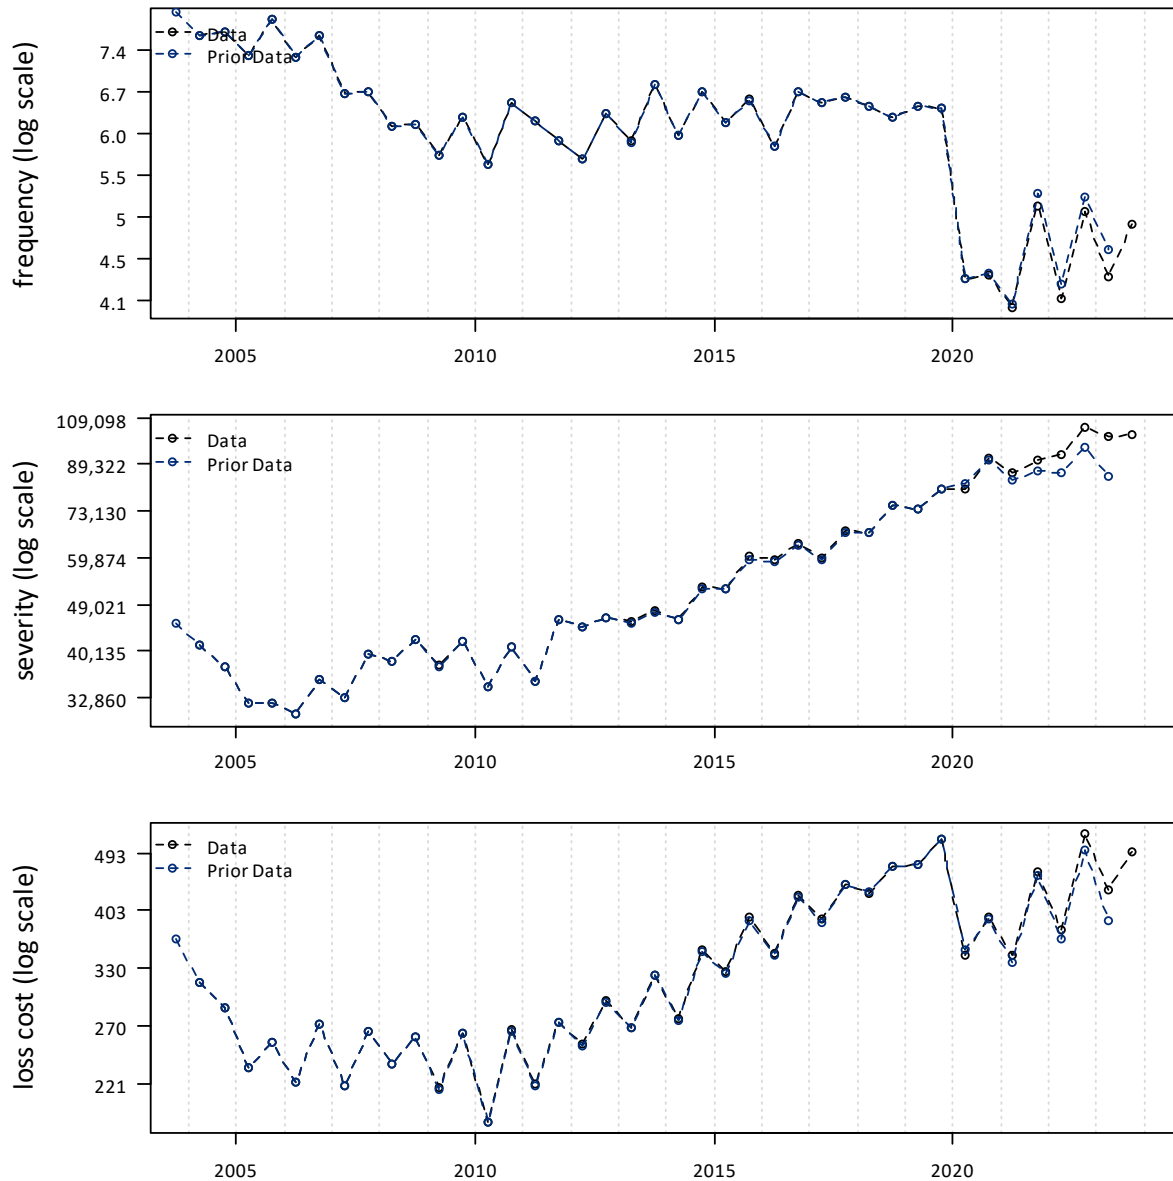 frequency (log scale)
7.4
6.7
6.0
5.5
5
4.5
4.1
Data
Prior Data
2005 2010 2015 2020
severity (log scale)
109,098
89,322
73,130
59,874
49,021
40,135
32,860
Data
Prior Data
2005 2010 2015 2020
loss cost (log scale)
493
403
330
270
221
Data
Prior Data
2005 2010 2015 2020